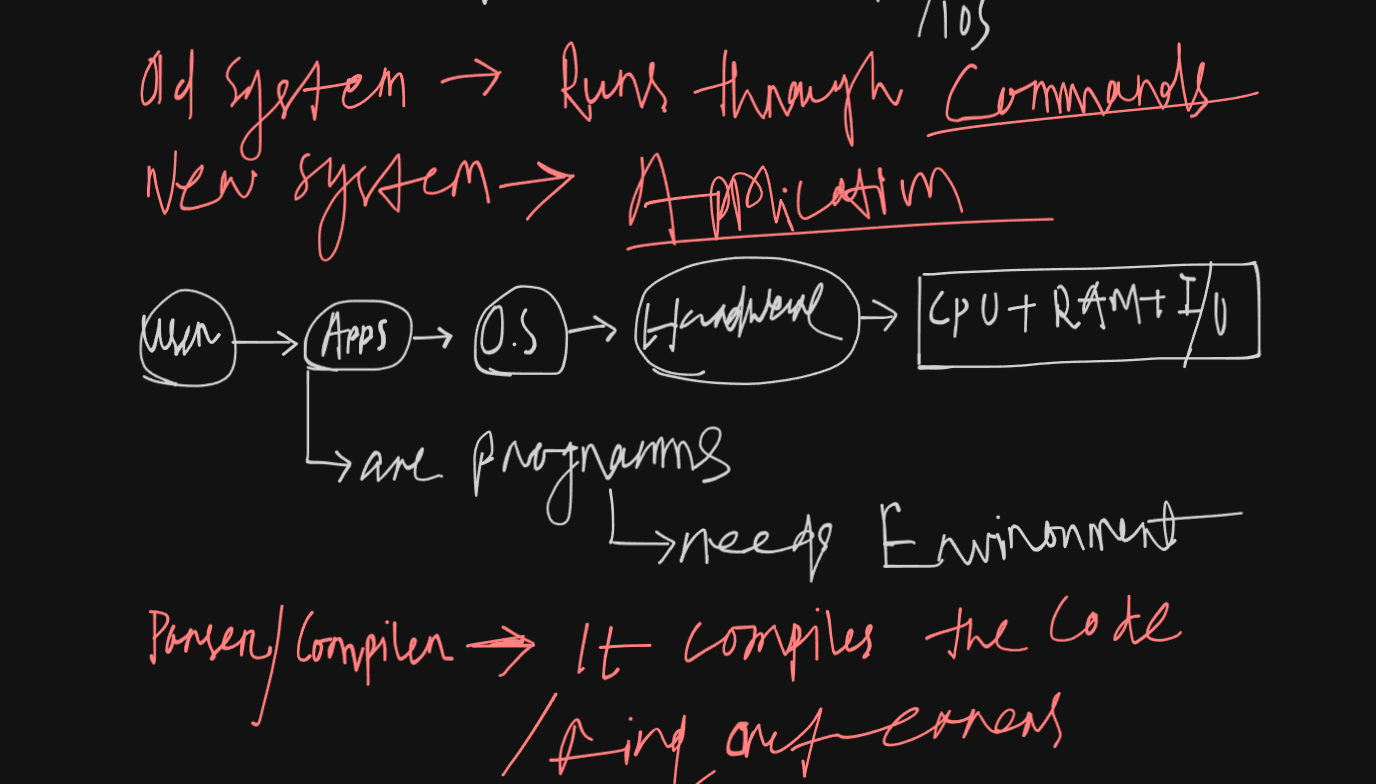 /IOS
Old system → Runs through Commands
New system → Application
User → Apps → O.S → Hardware → CPU + RAM + I/O
are programms
needs Environment
Parser/Compiler → It compiles the code
/ find out errors